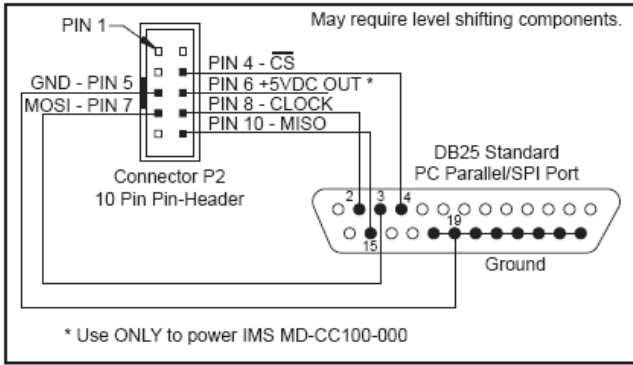 May require level shifting components.
PIN 1
PIN 4 - CS
GND - PIN 5
PIN 6 +5VDC OUT *
MOSI - PIN 7
PIN 8 - CLOCK
PIN 10 - MISO
Connector P2
10 Pin Pin-Header
DB25 Standard
PC Parallel/SPI Port
2 3 4 19
15
Ground
* Use ONLY to power IMS MD-CC100-000